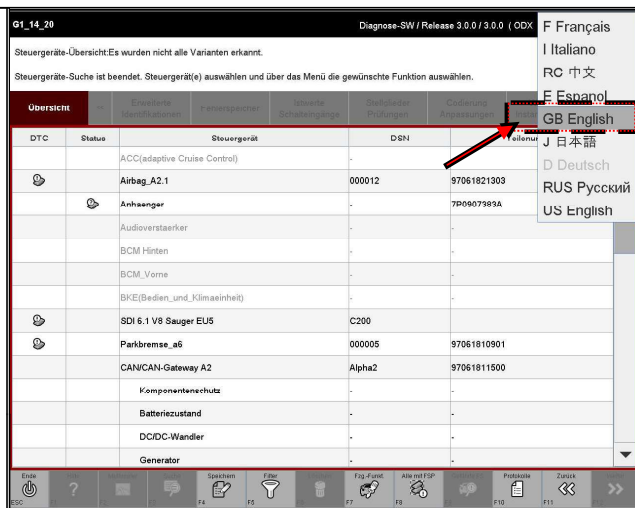 G1_14_20
Diagnose-SW / Release 3.0.0 / 3.0.0 ( ODX
Steuergeräte-Übersicht:Es wurden nicht alle Varianten erkannt.
Steuergeräte-Suche ist beendet. Steuergerät(e) auswählen und über das Menü die gewünschte Funktion auswählen.
F Français
I Italiano
RC 中文
E Espanol
GB English
J 日本語
D Deutsch
RUS Русский
US English
Übersicht
Erweiterte Identifikationen
Fehlerspeicher
Istwerte Schalteingänge
Stellglieder Prüfungen
Codierung Anpassungen
DTC Status Steuergerät DSN
ACC(adaptive Cruise Control) -
Airbag_A2.1 000012 97061821303
Anhaenger - 7P0907383A
Audioverstaerker - -
BCM Hinten - -
BCM_Vorne - -
BKE(Bedien_und_Klimaeinheit) - -
SDI 6.1 V8 Sauger EU5 C200
Parkbremse_a6 000005 97061810901
CAN/CAN-Gateway A2 Alpha2 97061811500
Komponentenschutz - -
Batteriezustand - -
DC/DC-Wandler - -
Generator - -
Ende Speichern Filter Fzg.-Funkt. Alle mit FSP Protokolle Zurück
ESC F4 F5 F7 F8 F10 F11